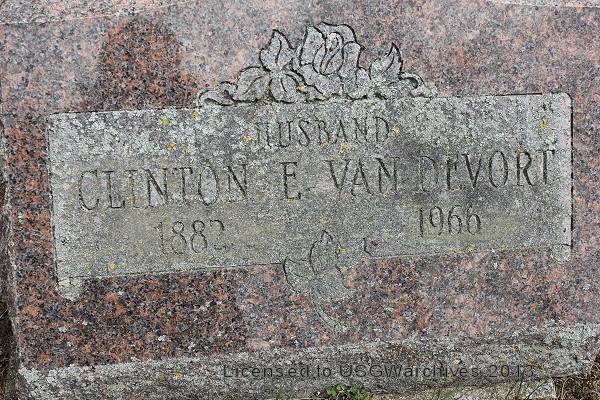 HUSBAND
CLINTON E. VAN DEVORT
1882 1966
Licensed to USGWarchives 2013